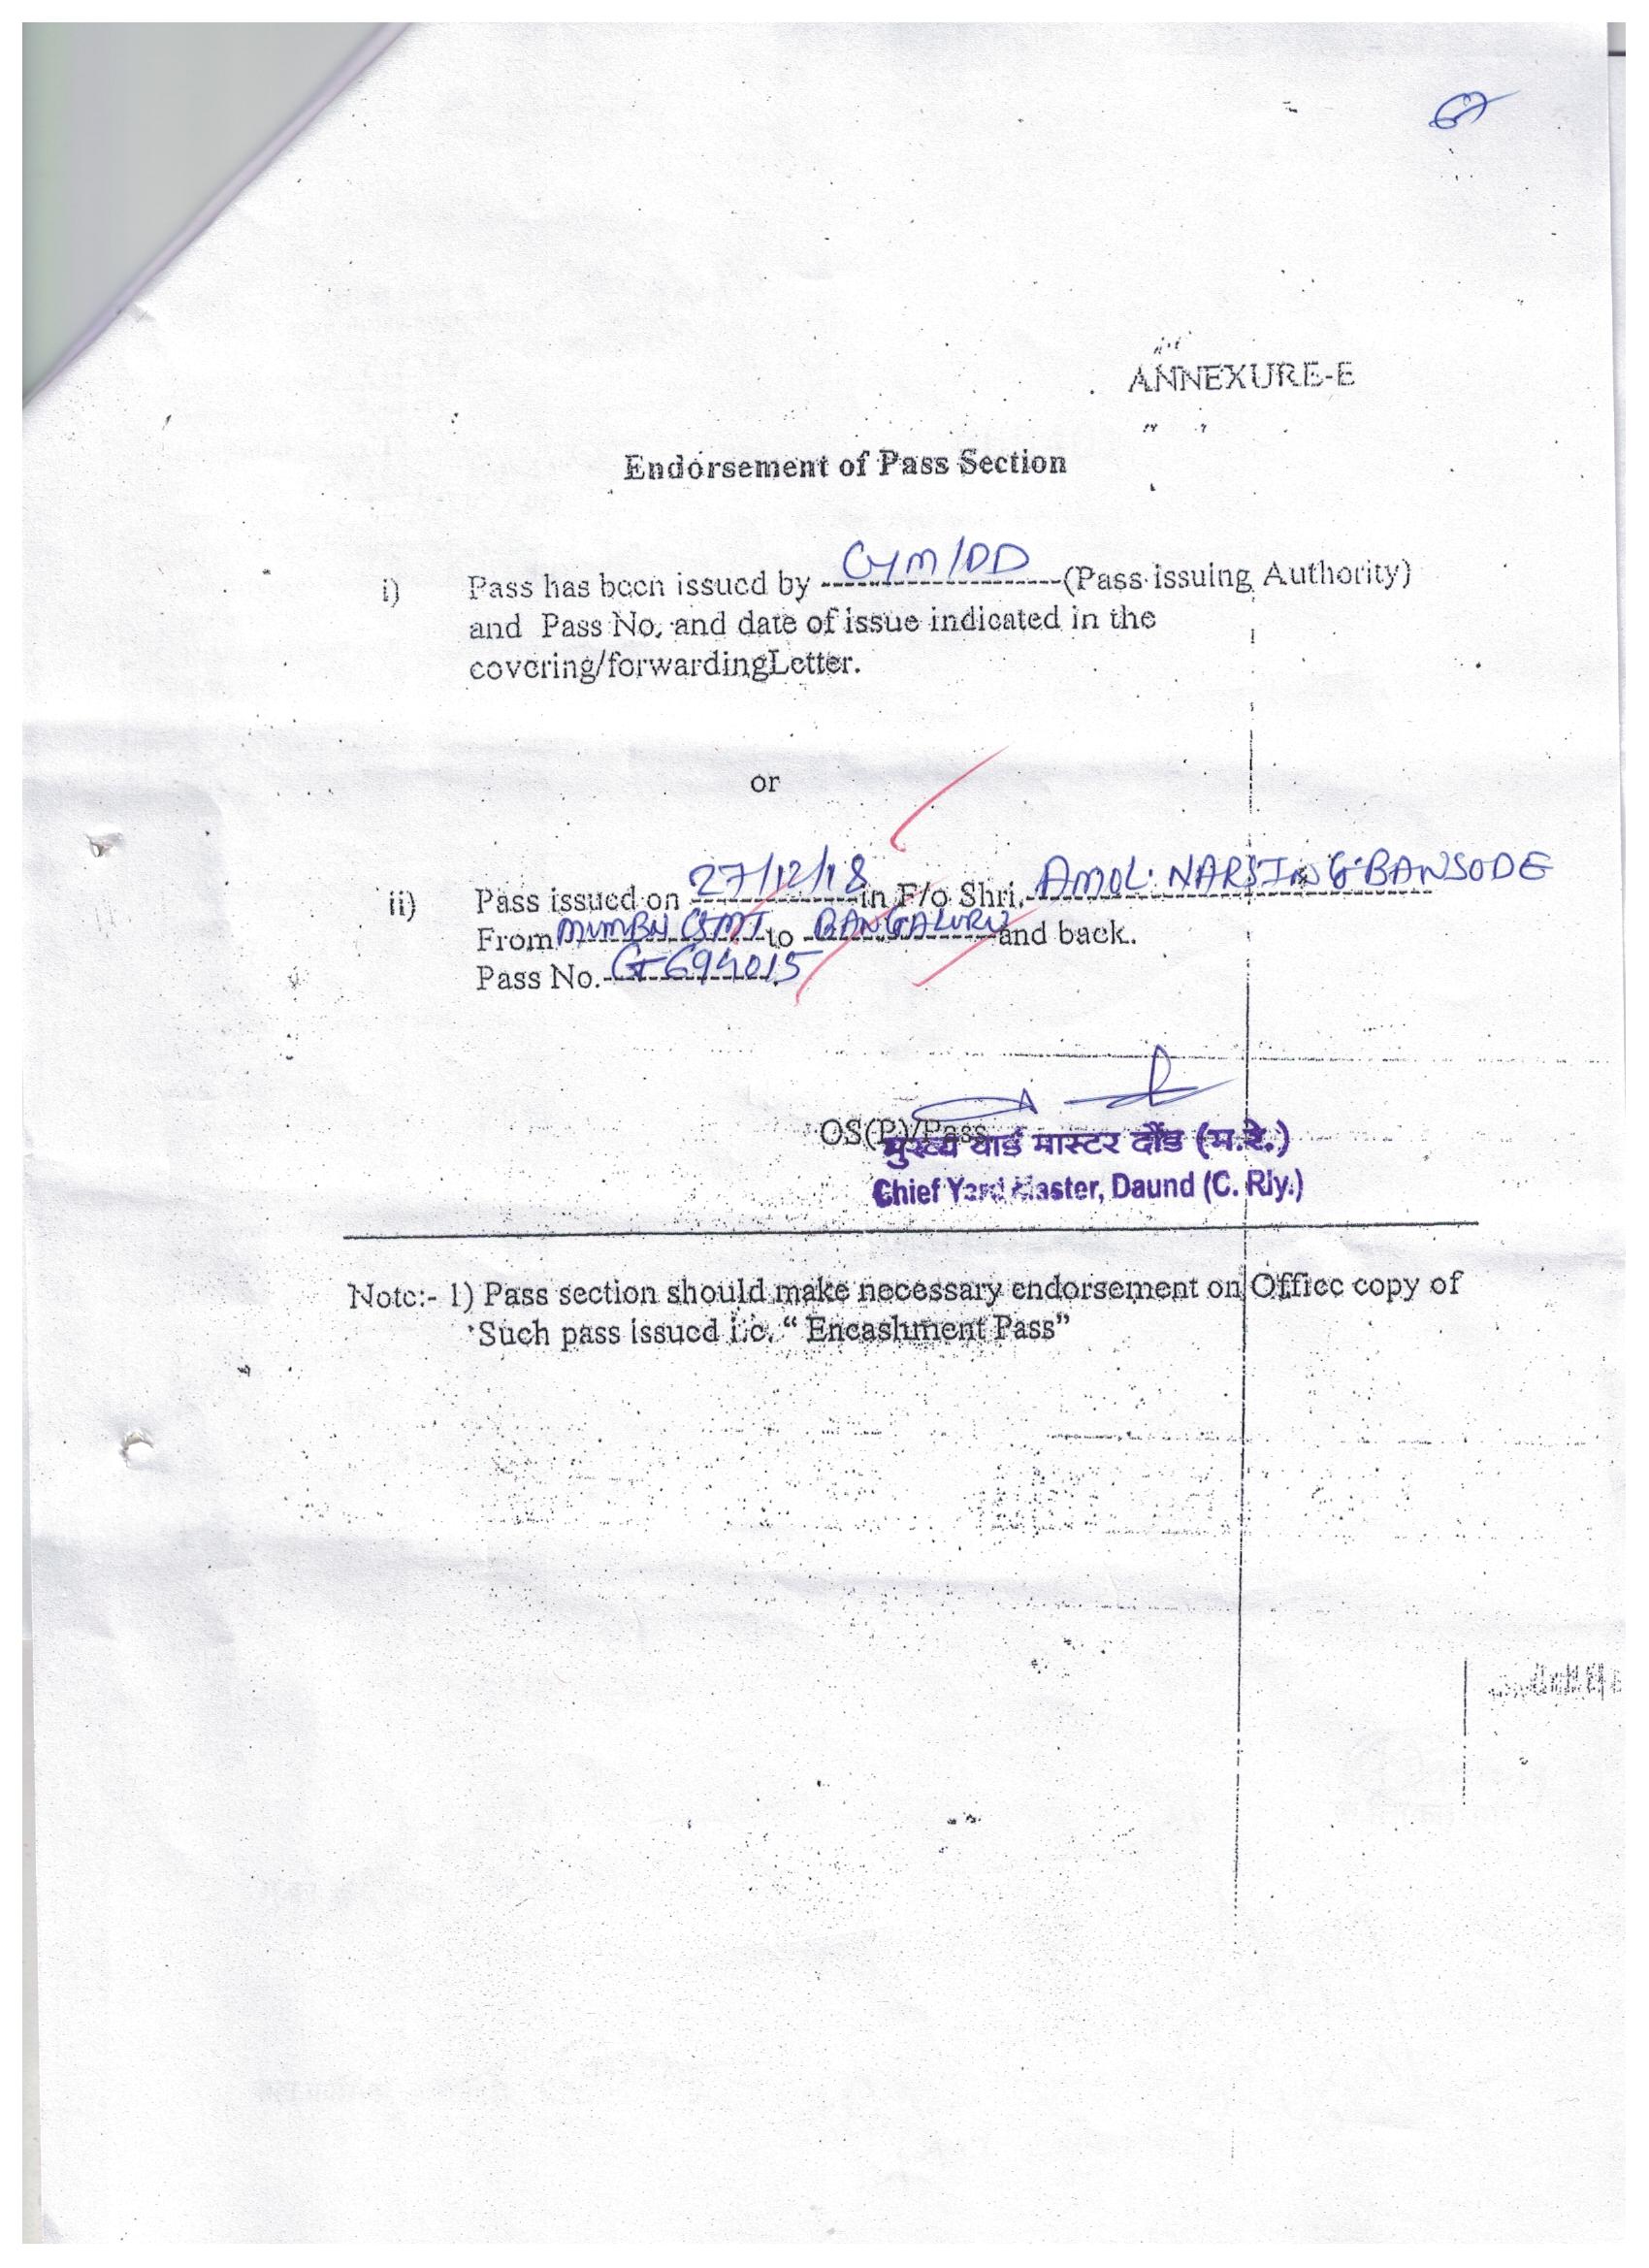 ANNEXURE-E
Endorsement of Pass Section
i) Pass has been issued by CYM/DD (Pass issuing Authority)
and Pass No. and date of issue indicated in the
covering/forwardingLetter.
or
ii) Pass issued on 27/12/18 in F/o Shri. AMOL. NARSING BANSODE
From MUMBAI CSMT to BANGALURU and back.
Pass No. G 694015
OS(P)/Pass
मुख्य यार्ड मास्टर दौंड (म.रे.)
Chief Yard Master, Daund (C. Rly.)
Note:- 1) Pass section should make necessary endorsement on Office copy of
Such pass issued i.e. “ Encashment Pass”